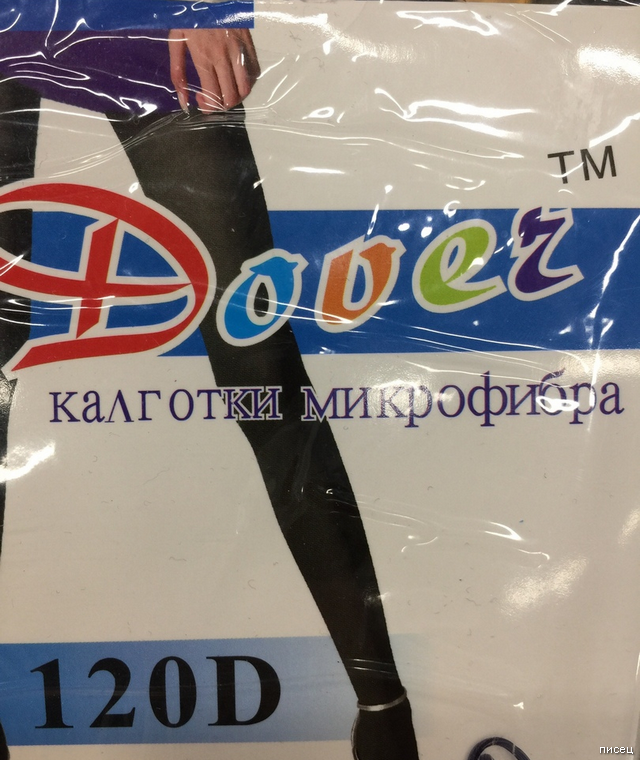 TM
Dover
калготки микрофибра
120D
писец